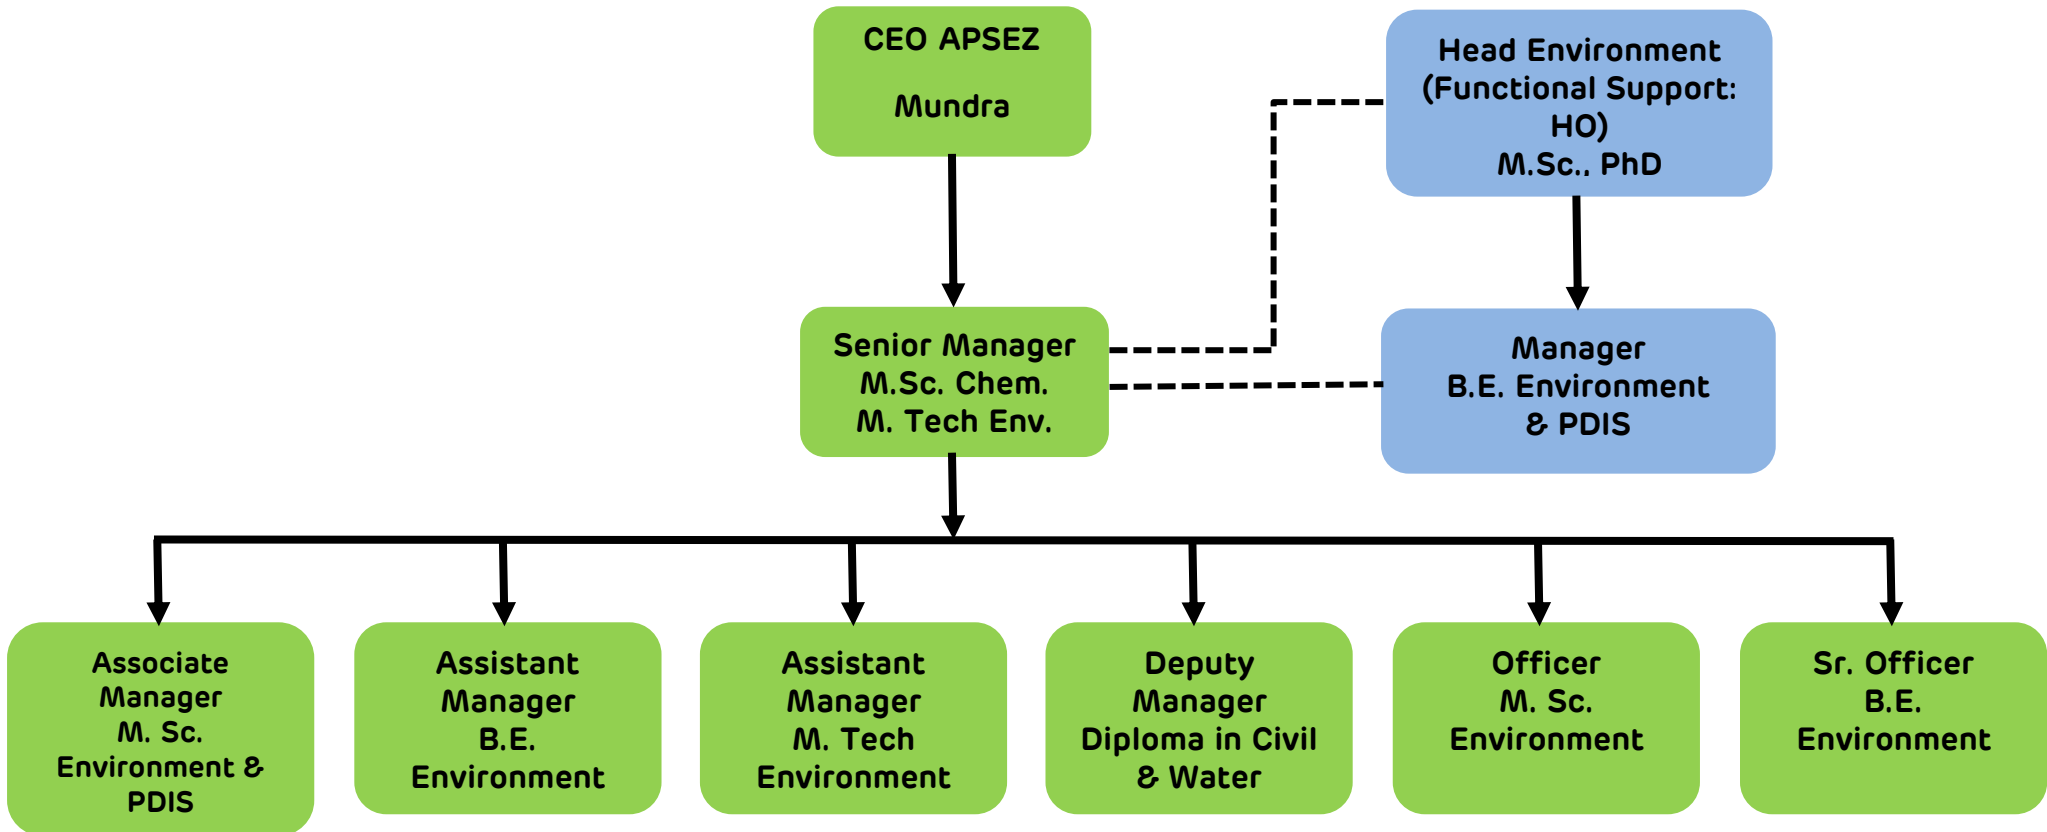 CEO APSEZ
Mundra
Head Environment
(Functional Support:
HO)
M.Sc., PhD
Senior Manager
M.Sc. Chem.
M. Tech Env.
Manager
B.E. Environment
& PDIS
Associate
Manager
M. Sc.
Environment &
PDIS
Assistant
Manager
B.E.
Environment
Assistant
Manager
M. Tech
Environment
Deputy
Manager
Diploma in Civil
& Water
Officer
M. Sc.
Environment
Sr. Officer
B.E.
Environment